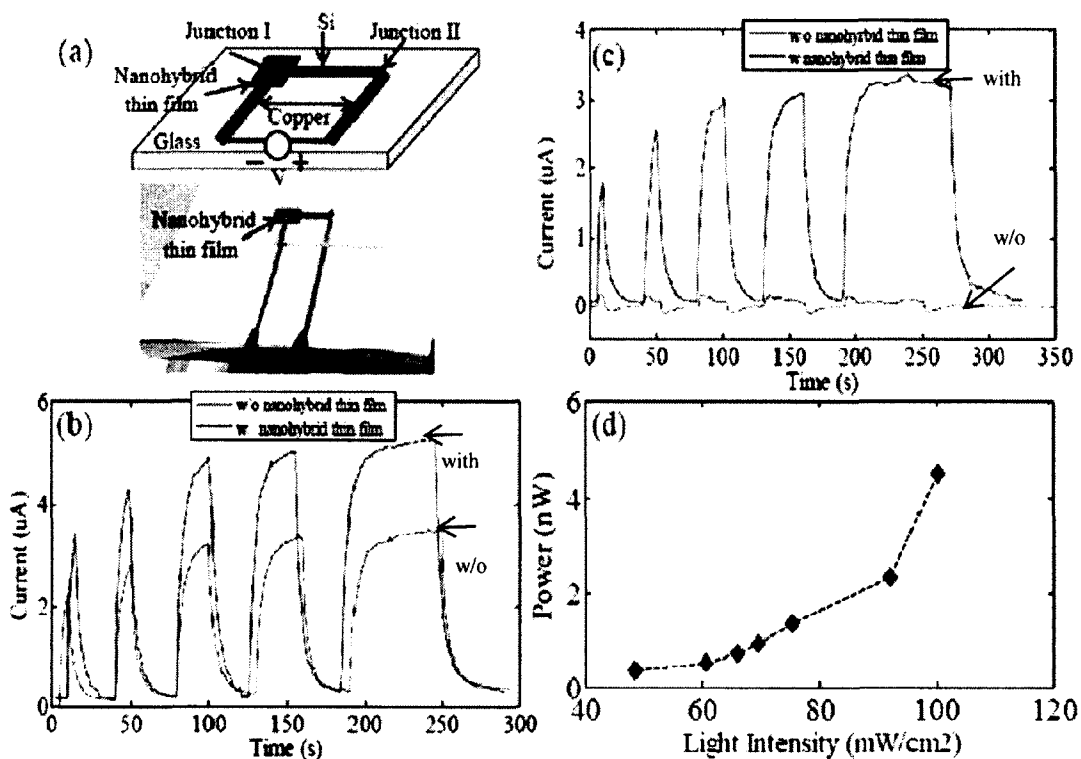 (a)
Si
Junction I
Junction II
Nanohybrid
thin film
Copper
Glass
− +
V
Nanohybrid
thin film
(b)
w/o nanohybrid thin film
w nanohybrid thin film
with
w/o
Current (uA)
6
4
2
0
0 50 100 150 200 250 300
Time (s)
(c)
w/o nanohyrbid thin film
w nanohybrid thin film
with
w/o
Current (uA)
4
3
2
1
0
0 50 100 150 200 250 300 350
Time (s)
(d)
Power (nW)
6
4
2
0
40 60 80 100 120
Light Intensity (mW/cm2)